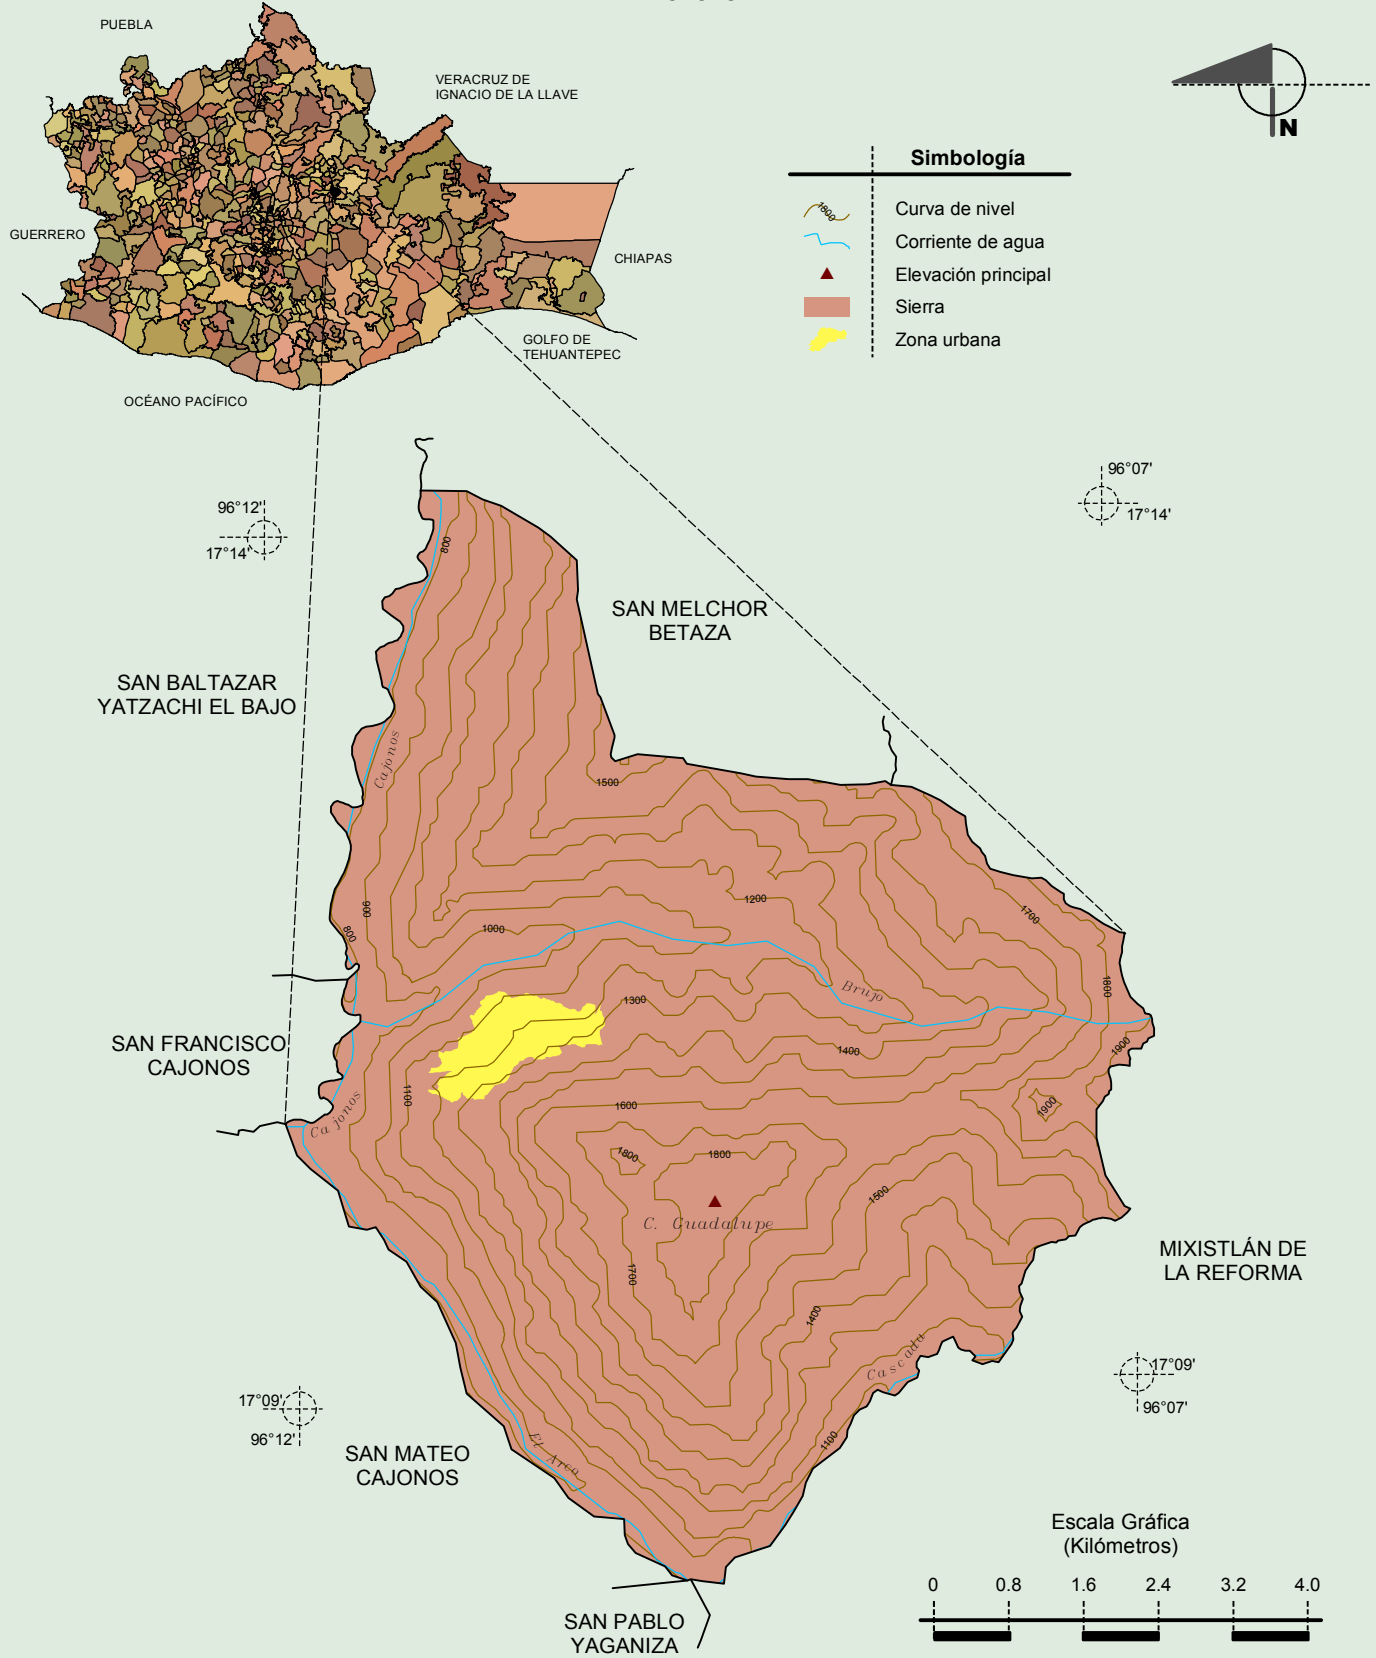 PUEBLA
VERACRUZ DE
IGNACIO DE LA LLAVE
GUERRERO
CHIAPAS
GOLFO DE
TEHUANTEPEC
OCÉANO PACÍFICO
N
Simbología
1800
Curva de nivel
Corriente de agua
Elevación principal
Sierra
Zona urbana
96°12'
17°14'
96°07'
17°14'
SAN MELCHOR
BETAZA
SAN BALTAZAR
YATZACHI EL BAJO
SAN FRANCISCO
CAJONOS
800
Cajonos
1500
900
800
1000
1200
1700
1800
Brujo
1300
1400
1900
1900
1100
Cajonos
1600
1800
1800
1500
C. Guadalupe
1700
1400
Cascada
1100
El Arco
MIXISTLÁN DE
LA REFORMA
17°09'
96°07'
17°09'
96°12'
SAN MATEO
CAJONOS
SAN PABLO
YAGANIZA
Escala Gráfica
(Kilómetros)
0 0.8 1.6 2.4 3.2 4.0